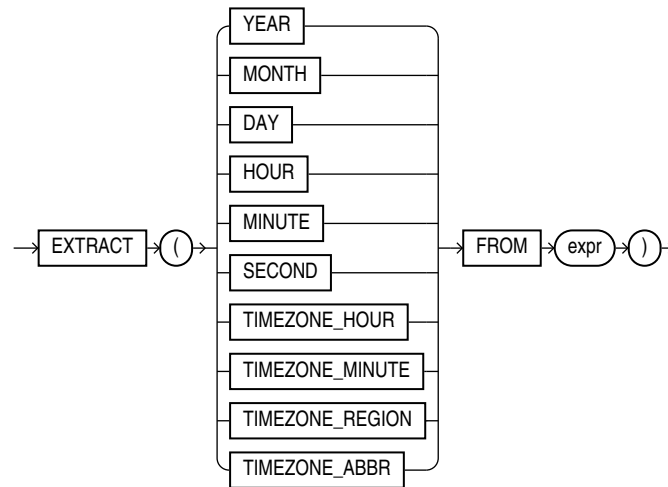 YEAR
MONTH
DAY
HOUR
MINUTE
EXTRACT ( FROM expr )
SECOND
TIMEZONE_HOUR
TIMEZONE_MINUTE
TIMEZONE_REGION
TIMEZONE_ABBR